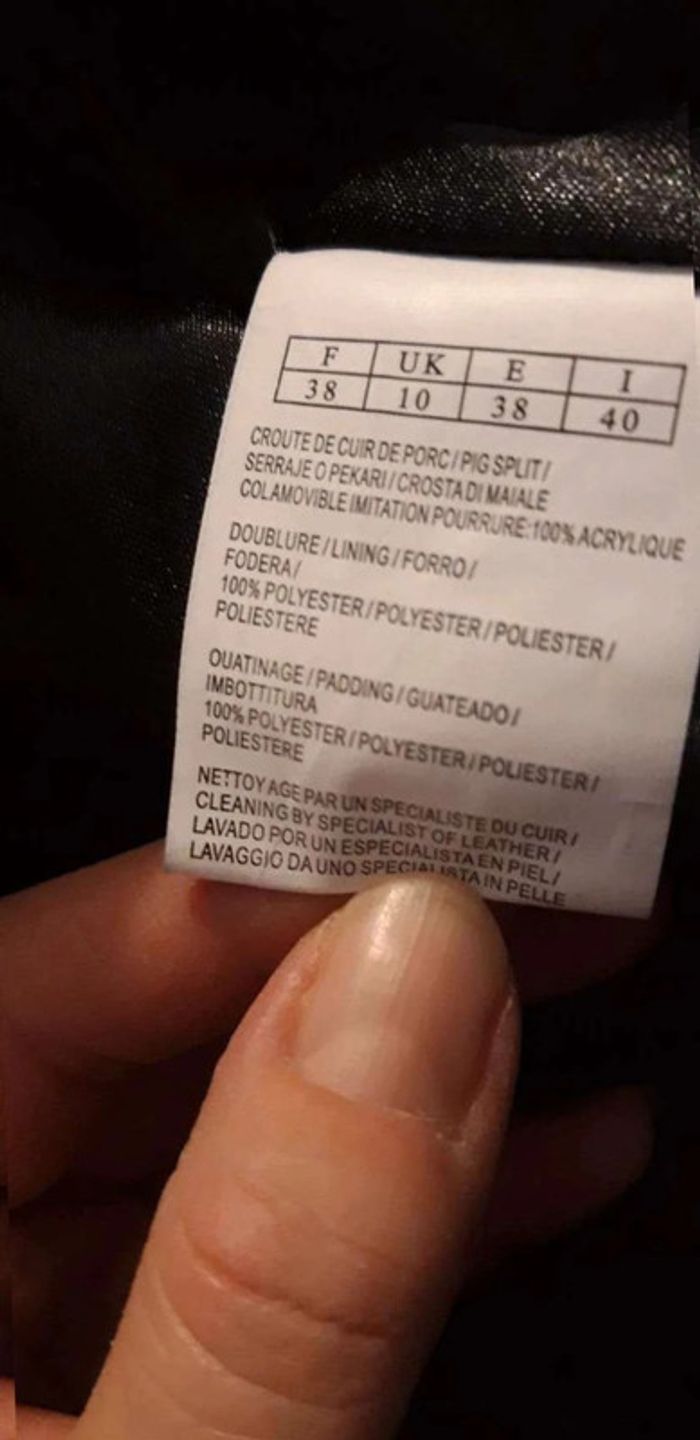 F UK E I
38 10 38 40
CROUTE DE CUIR DE PORC / PIG SPLIT /
SERRAJE O PEKARI / CROSTA DI MAIALE
COLAMOVIBLE IMITATION POURRURE:100% ACRYLIQUE
DOUBLURE / LINING / FORRO /
FODERA /
100% POLYESTER / POLYESTER / POLIESTER /
POLIESTERE
OUATINAGE / PADDING / GUATEADO /
IMBOTTITURA
100% POLYESTER / POLYESTER / POLIESTER /
POLIESTERE
NETTOYAGE PAR UN SPECIALISTE DU CUIR /
CLEANING BY SPECIALIST OF LEATHER /
LAVADO POR UN ESPECIALISTA EN PIEL /
LAVAGGIO DA UNO SPECIALISTA IN PELLE